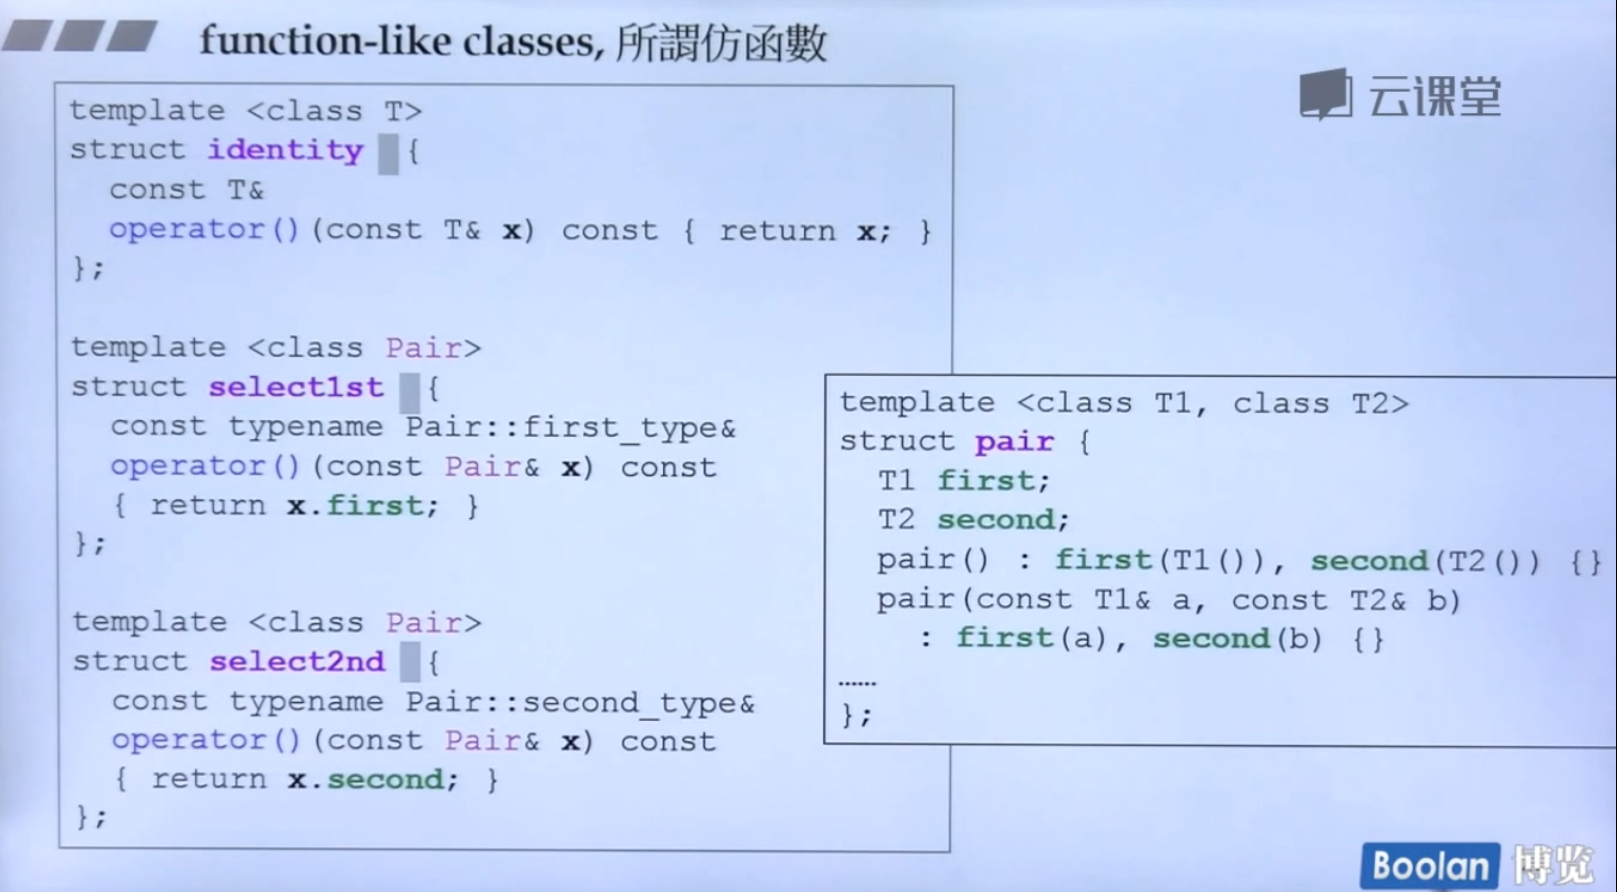 function-like classes, 所謂仿函數
云课堂
template <class T>
struct identity {
const T&
operator()(const T& x) const { return x; }
};
template <class Pair>
struct select1st {
const typename Pair::first_type&
operator()(const Pair& x) const
{ return x.first; }
};
template <class Pair>
struct select2nd {
const typename Pair::second_type&
operator()(const Pair& x) const
{ return x.second; }
};
template <class T1, class T2>
struct pair {
T1 first;
T2 second;
pair() : first(T1()), second(T2()) {}
pair(const T1& a, const T2& b)
: first(a), second(b) {}
......
};
Boolan 博览